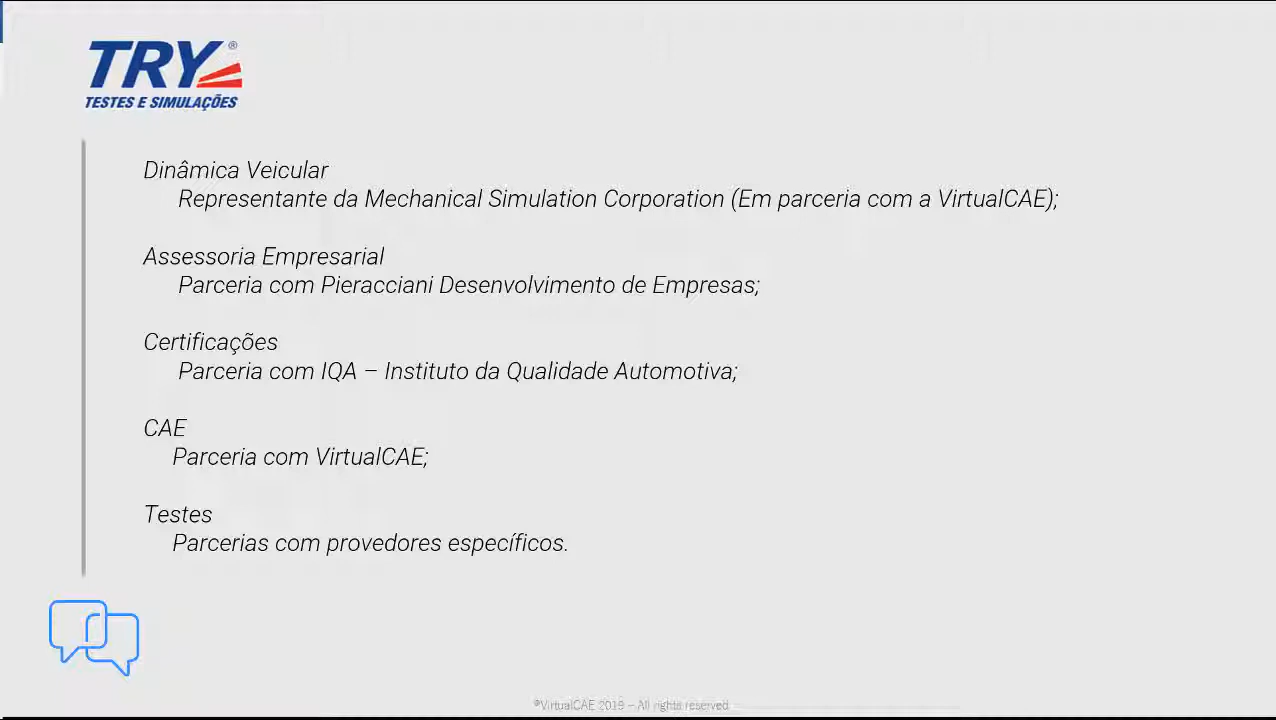 TRY®
TESTES E SIMULAÇÕES
Dinâmica Veicular
Representante da Mechanical Simulation Corporation (Em parceria com a VirtualCAE);
Assessoria Empresarial
Parceria com Pieracciani Desenvolvimento de Empresas;
Certificações
Parceria com IQA – Instituto da Qualidade Automotiva;
CAE
Parceria com VirtualCAE;
Testes
Parcerias com provedores específicos.
©VirtualCAE 2019 – All rights reserved